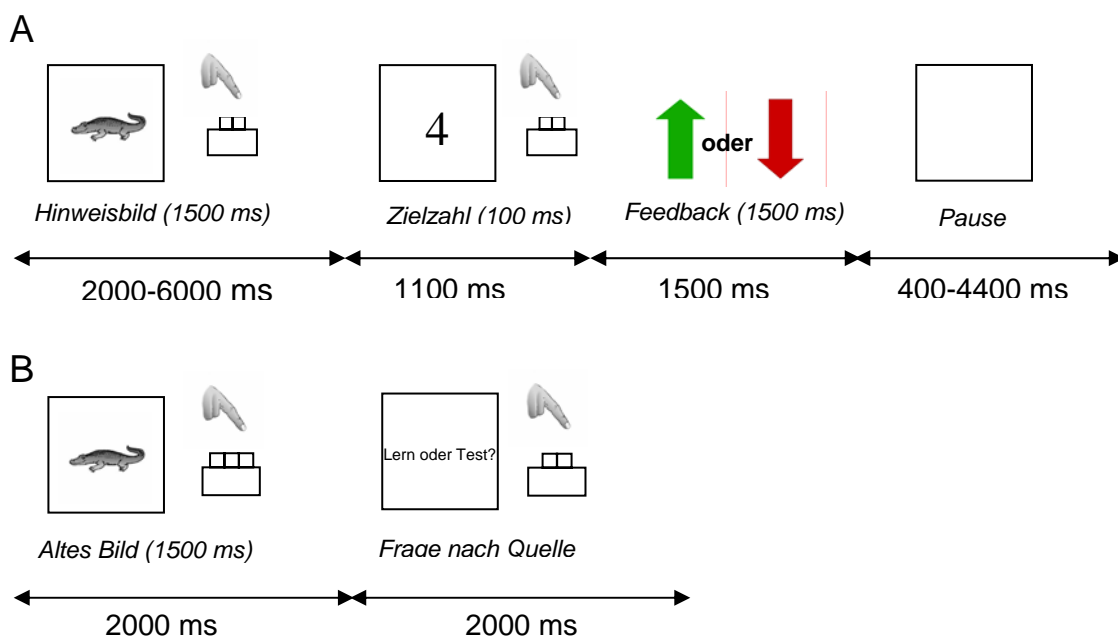 A
4
oder
Hinweisbild (1500 ms)
Zielzahl (100 ms)
Feedback (1500 ms)
Pause
2000-6000 ms
1100 ms
1500 ms
400-4400 ms
B
Lern oder Test?
Altes Bild (1500 ms)
Frage nach Quelle
2000 ms
2000 ms